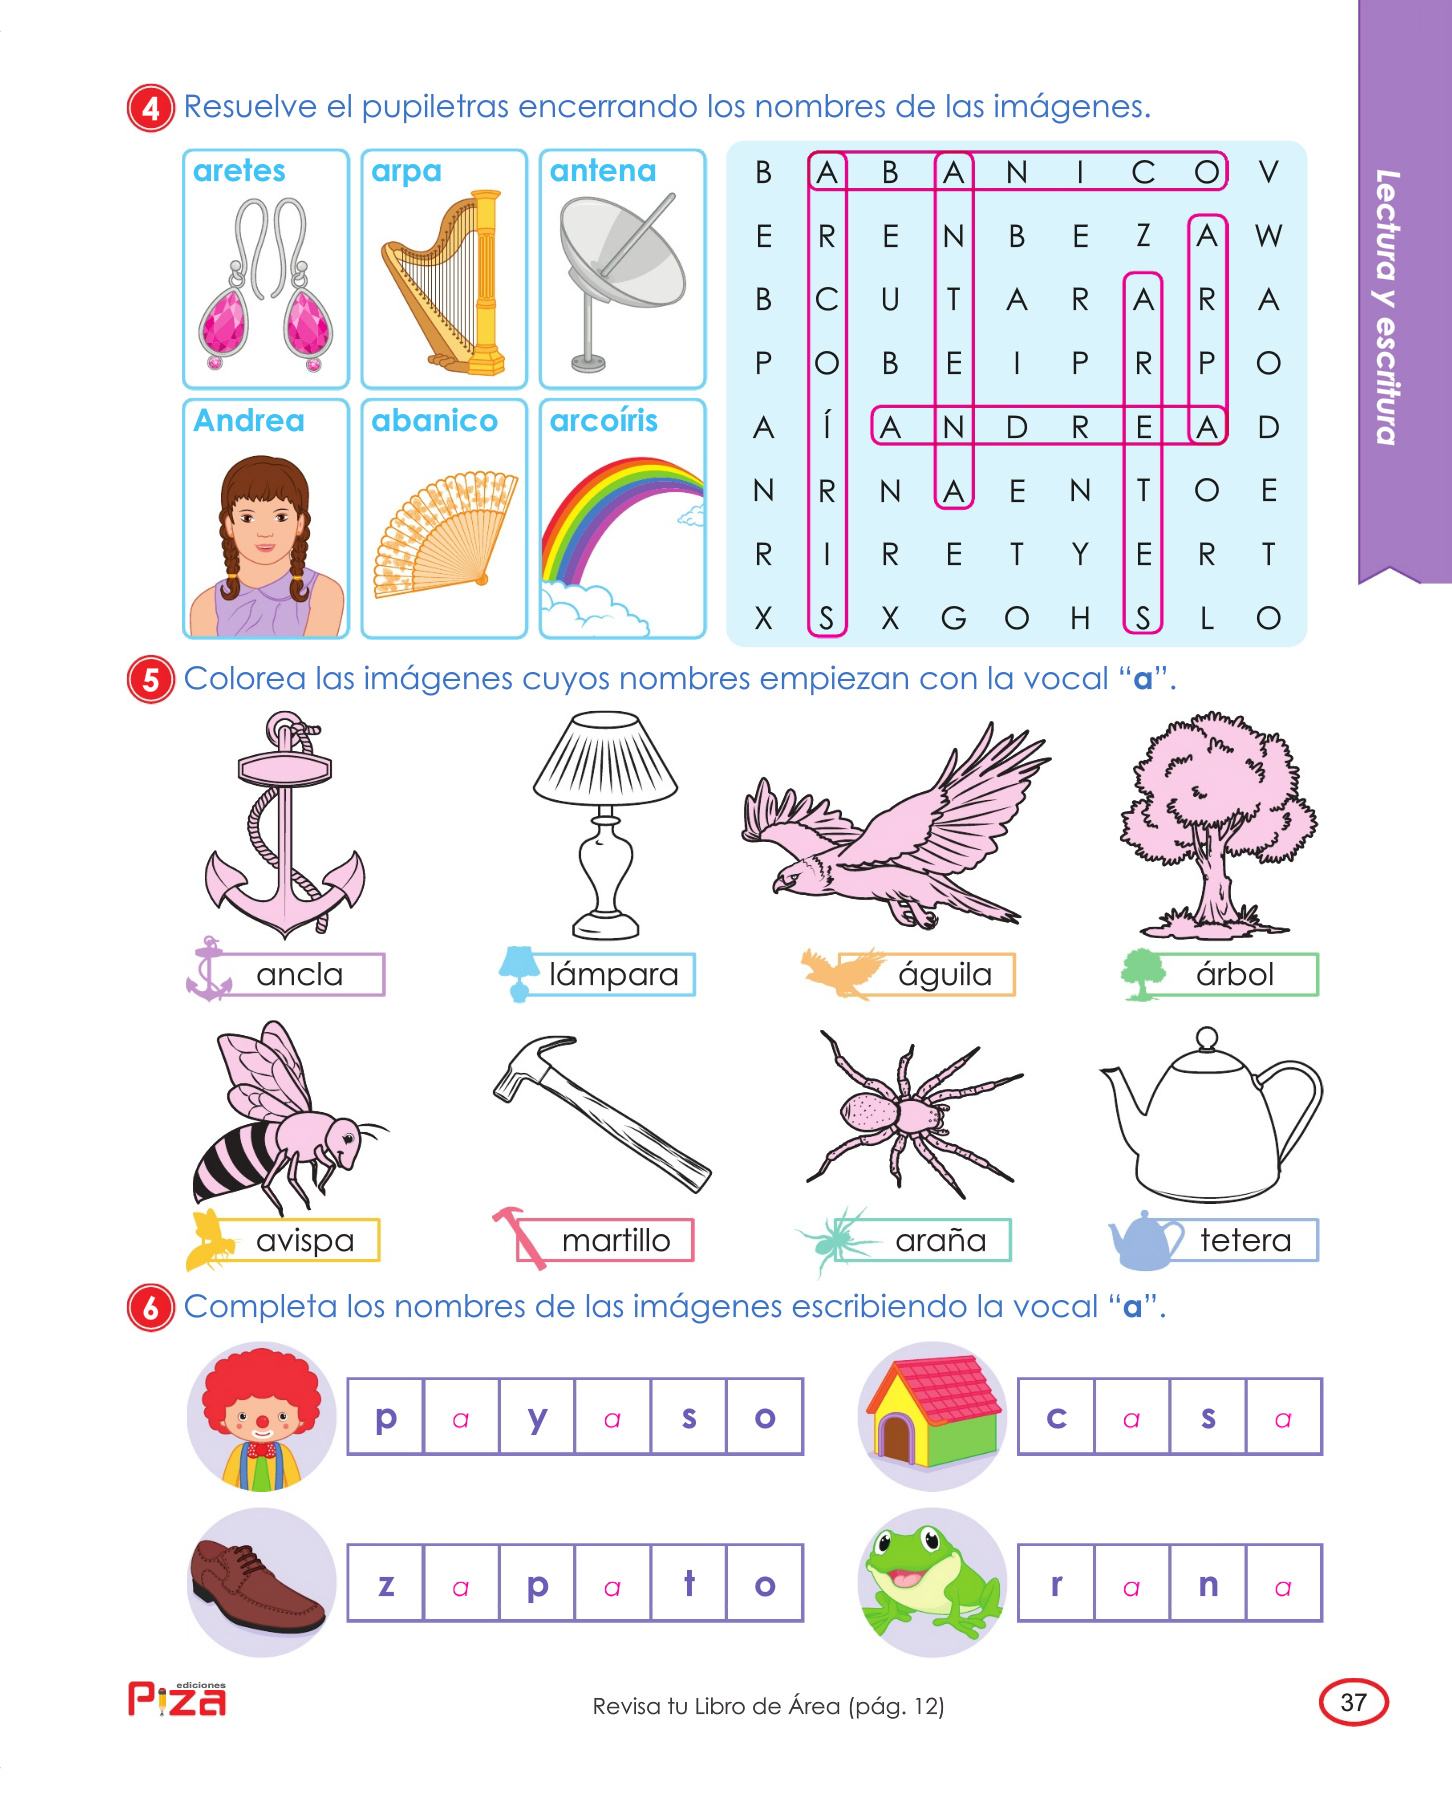 Lectura y escritura
4 Resuelve el pupiletras encerrando los nombres de las imágenes.
aretes arpa antena
Andrea abanico arcoíris
B A B A N I C O V
E R E N B E Z A W
B C U T A R A R A
P O B E I P R P O
A Í A N D R E A D
N R N A E N T O E
R I R E T Y E R T
X S X G O H S L O
5 Colorea las imágenes cuyos nombres empiezan con la vocal “a”.
ancla lámpara águila árbol
avispa martillo araña tetera
6 Completa los nombres de las imágenes escribiendo la vocal “a”.
p a y a s o c a s a
z a p a t o r a n a
ediciones
Piza
Revisa tu Libro de Área (pág. 12)
37